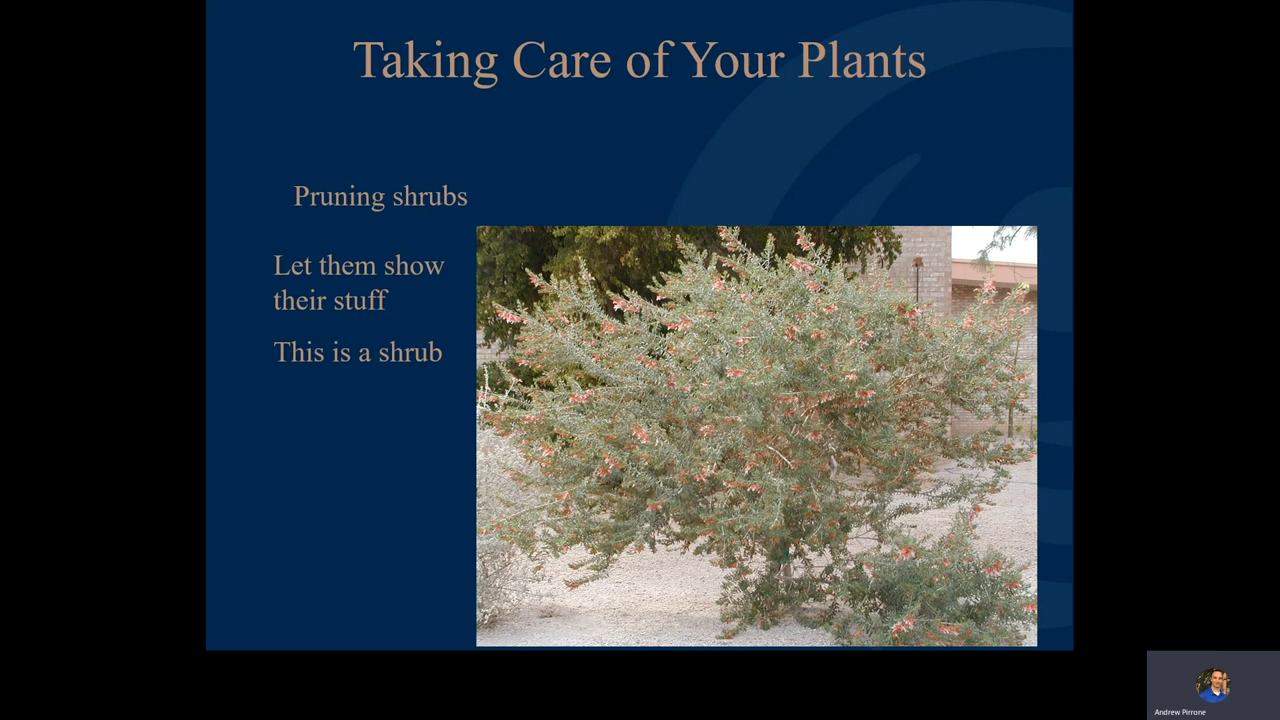 Taking Care of Your Plants
Pruning shrubs
Let them show
their stuff
This is a shrub
Andrew Pirrone